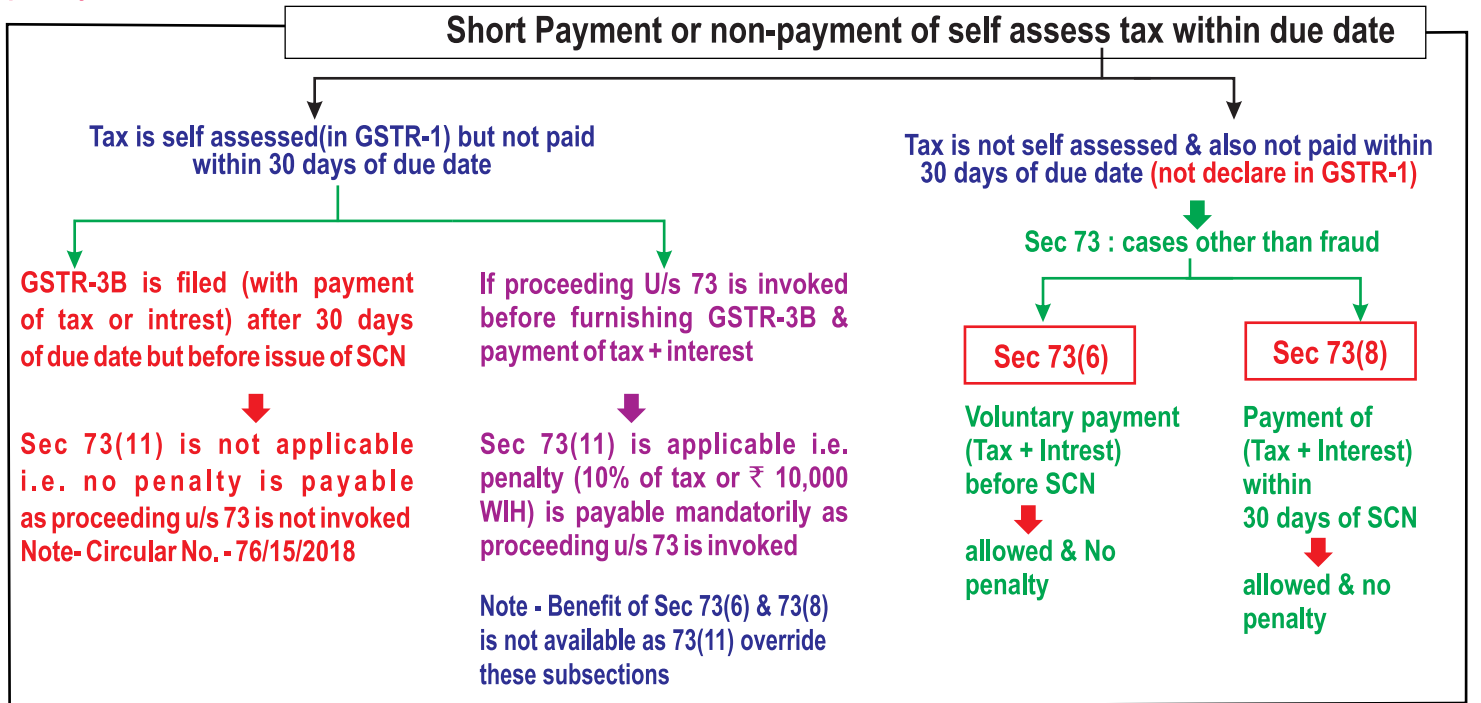 Short Payment or non-payment of self assess tax within due date
Tax is self assessed(in GSTR-1) but not paid
within 30 days of due date
GSTR-3B is filed (with payment
of tax or intrest) after 30 days
of due date but before issue of SCN
Sec 73(11) is not applicable
i.e. no penalty is payable
as proceeding u/s 73 is not invoked
Note- Circular No. - 76/15/2018
If proceeding U/s 73 is invoked
before furnishing GSTR-3B &
payment of tax + interest
Sec 73(11) is applicable i.e.
penalty (10% of tax or ₹ 10,000
WIH) is payable mandatorily as
proceeding u/s 73 is invoked
Note - Benefit of Sec 73(6) & 73(8)
is not available as 73(11) override
these subsections
Tax is not self assessed & also not paid within
30 days of due date (not declare in GSTR-1)
Sec 73 : cases other than fraud
Sec 73(6)
Voluntary payment
(Tax + Intrest)
before SCN
allowed & No
penalty
Sec 73(8)
Payment of
(Tax + Interest)
within
30 days of SCN
allowed & no
penalty